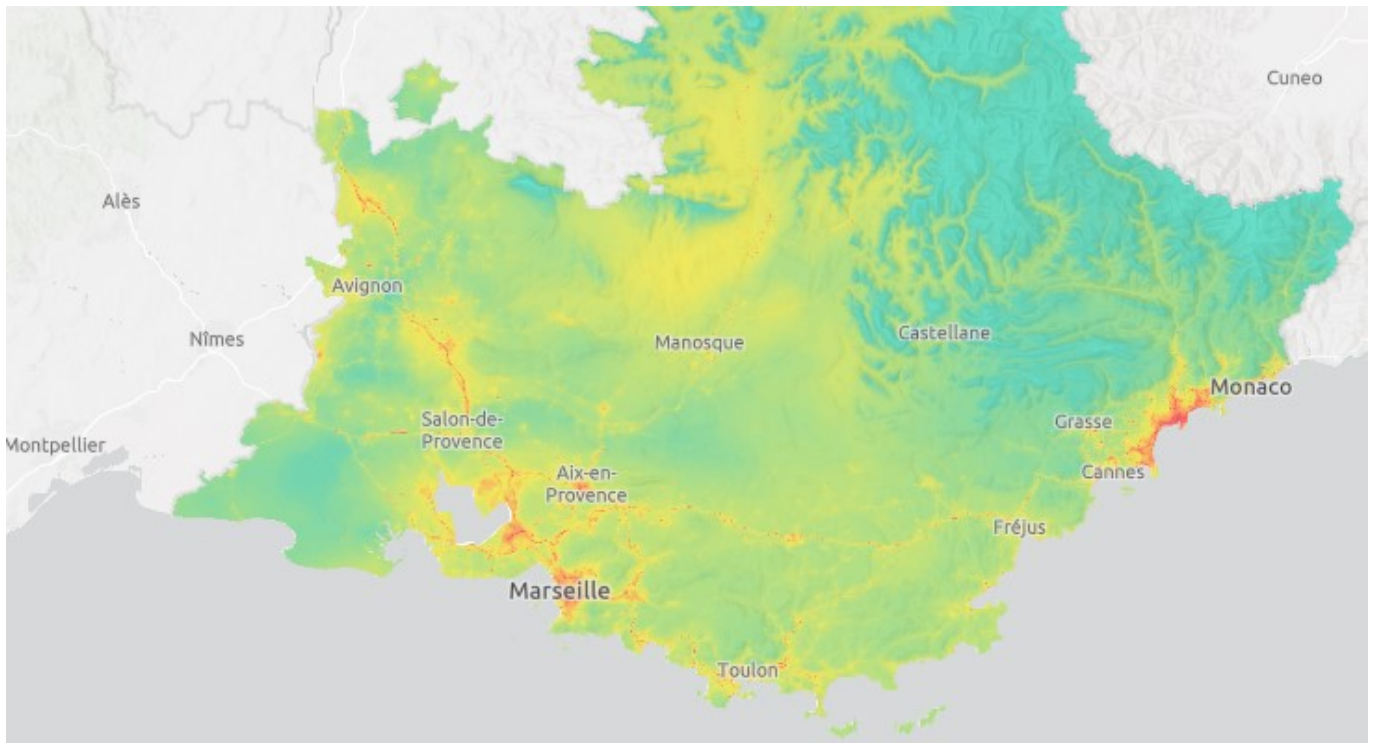 Cuneo
Alès
Avignon
Nîmes
Manosque
Castellane
Monaco
Salon-de-
Provence
Grasse
Montpellier
Aix-en-
Provence
Cannes
Fréjus
Marseille
Toulon